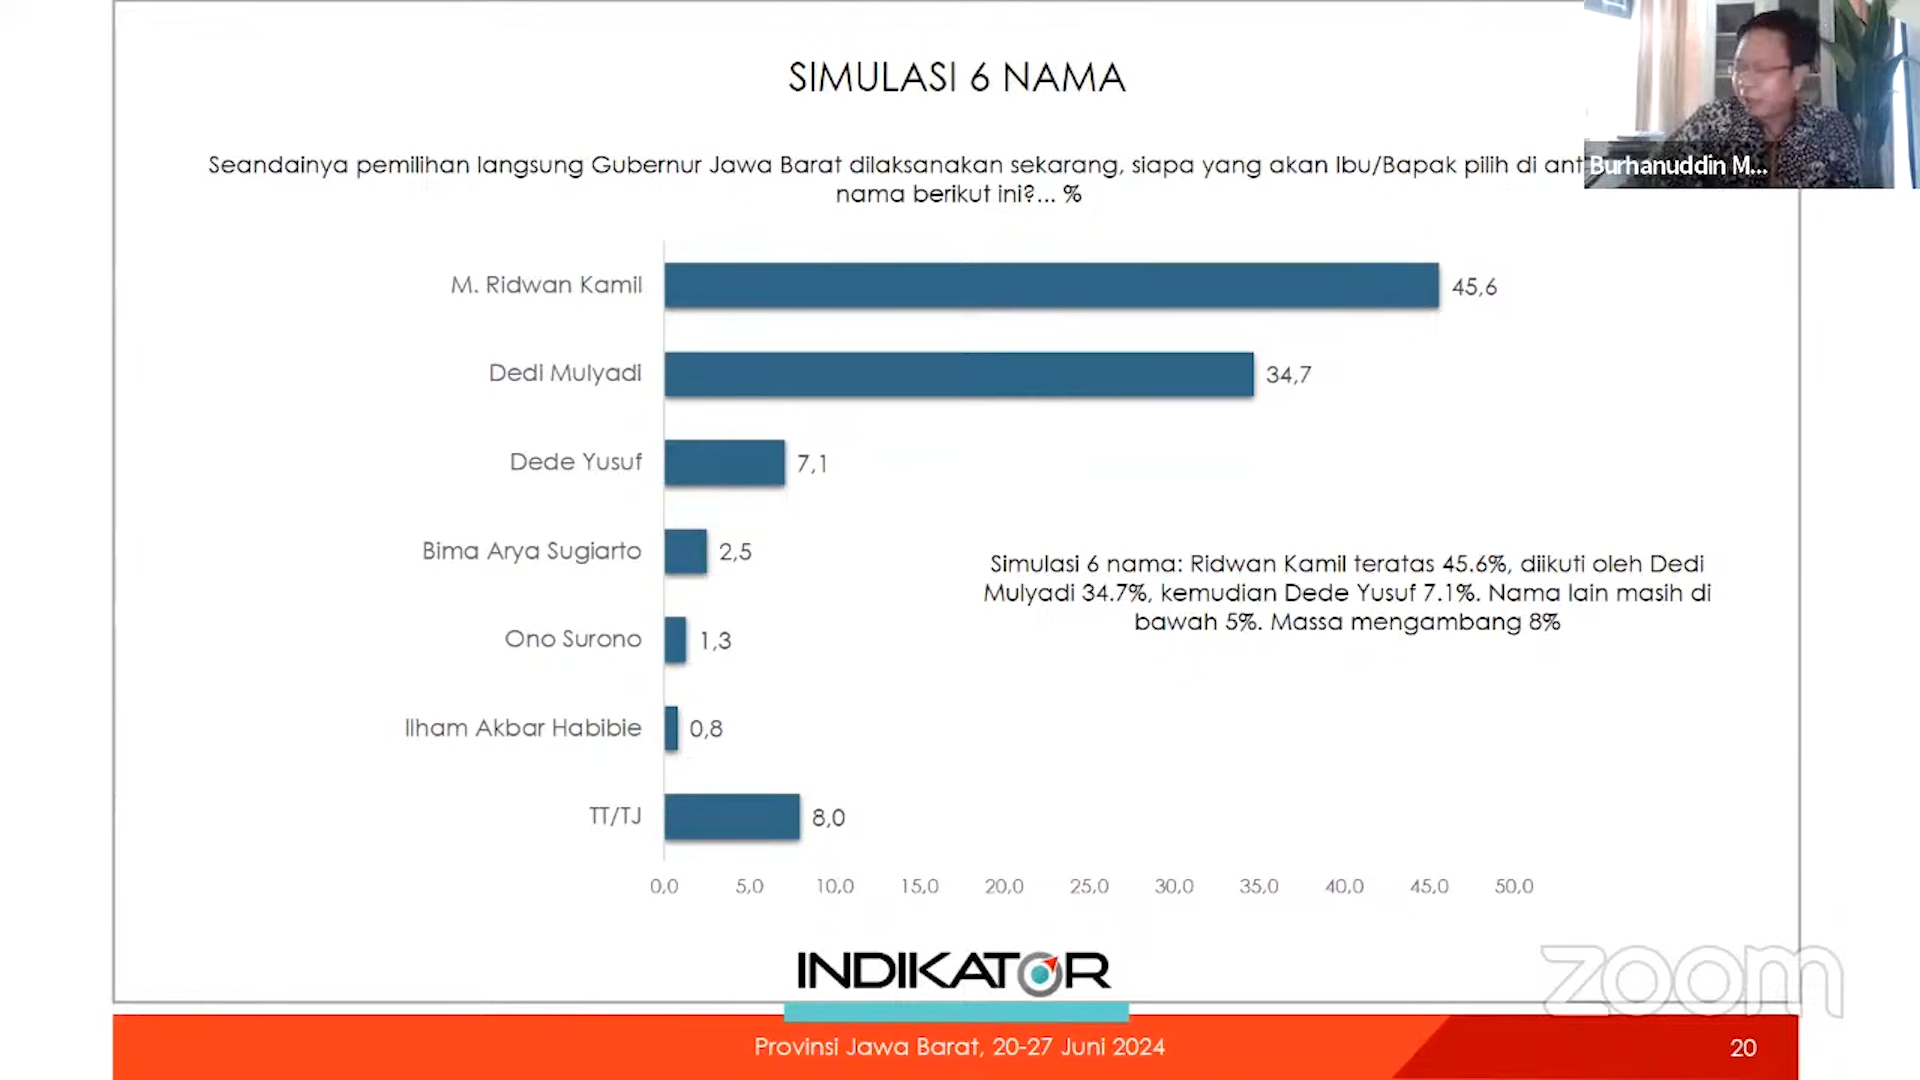 SIMULASI 6 NAMA
Seandainya pemilihan langsung Gubernur Jawa Barat dilaksanakan sekarang, siapa yang akan Ibu/Bapak pilih di ant
nama berikut ini?... %
Burhanuddin M...
M. Ridwan Kamil 45,6
Dedi Mulyadi 34,7
Dede Yusuf 7,1
Bima Arya Sugiarto 2,5
Ono Surono 1,3
Ilham Akbar Habibie 0,8
TT/TJ 8,0
0,0 5,0 10,0 15,0 20,0 25,0 30,0 35,0 40,0 45,0 50,0
Simulasi 6 nama: Ridwan Kamil teratas 45.6%, diikuti oleh Dedi
Mulyadi 34.7%, kemudian Dede Yusuf 7.1%. Nama lain masih di
bawah 5%. Massa mengambang 8%
INDIKATOR
zoom
Provinsi Jawa Barat, 20-27 Juni 2024
20